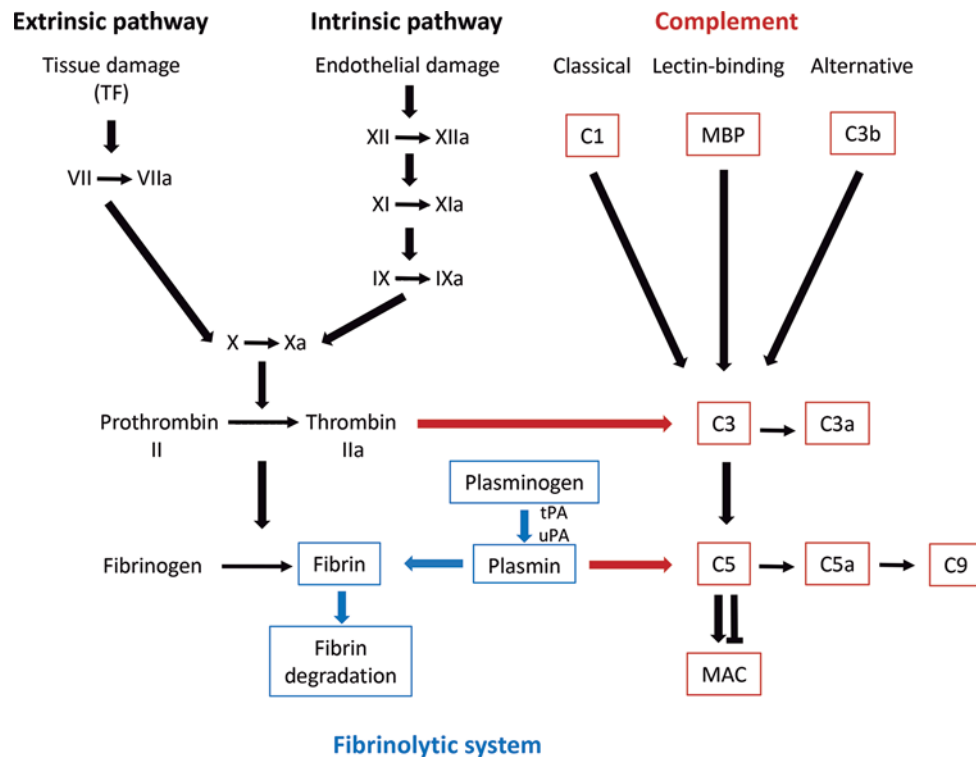 Extrinsic pathway
Intrinsic pathway
Complement
Tissue damage
(TF)
Endothelial damage
Classical
Lectin-binding
Alternative
XII
XIIa
C1
MBP
C3b
VII
VIIa
XI
XIa
IX
IXa
X
Xa
Prothrombin
II
Thrombin
IIa
C3
C3a
Plasminogen
tPA
uPA
Fibrinogen
Fibrin
Plasmin
C5
C5a
C9
Fibrin
degradation
MAC
Fibrinolytic system